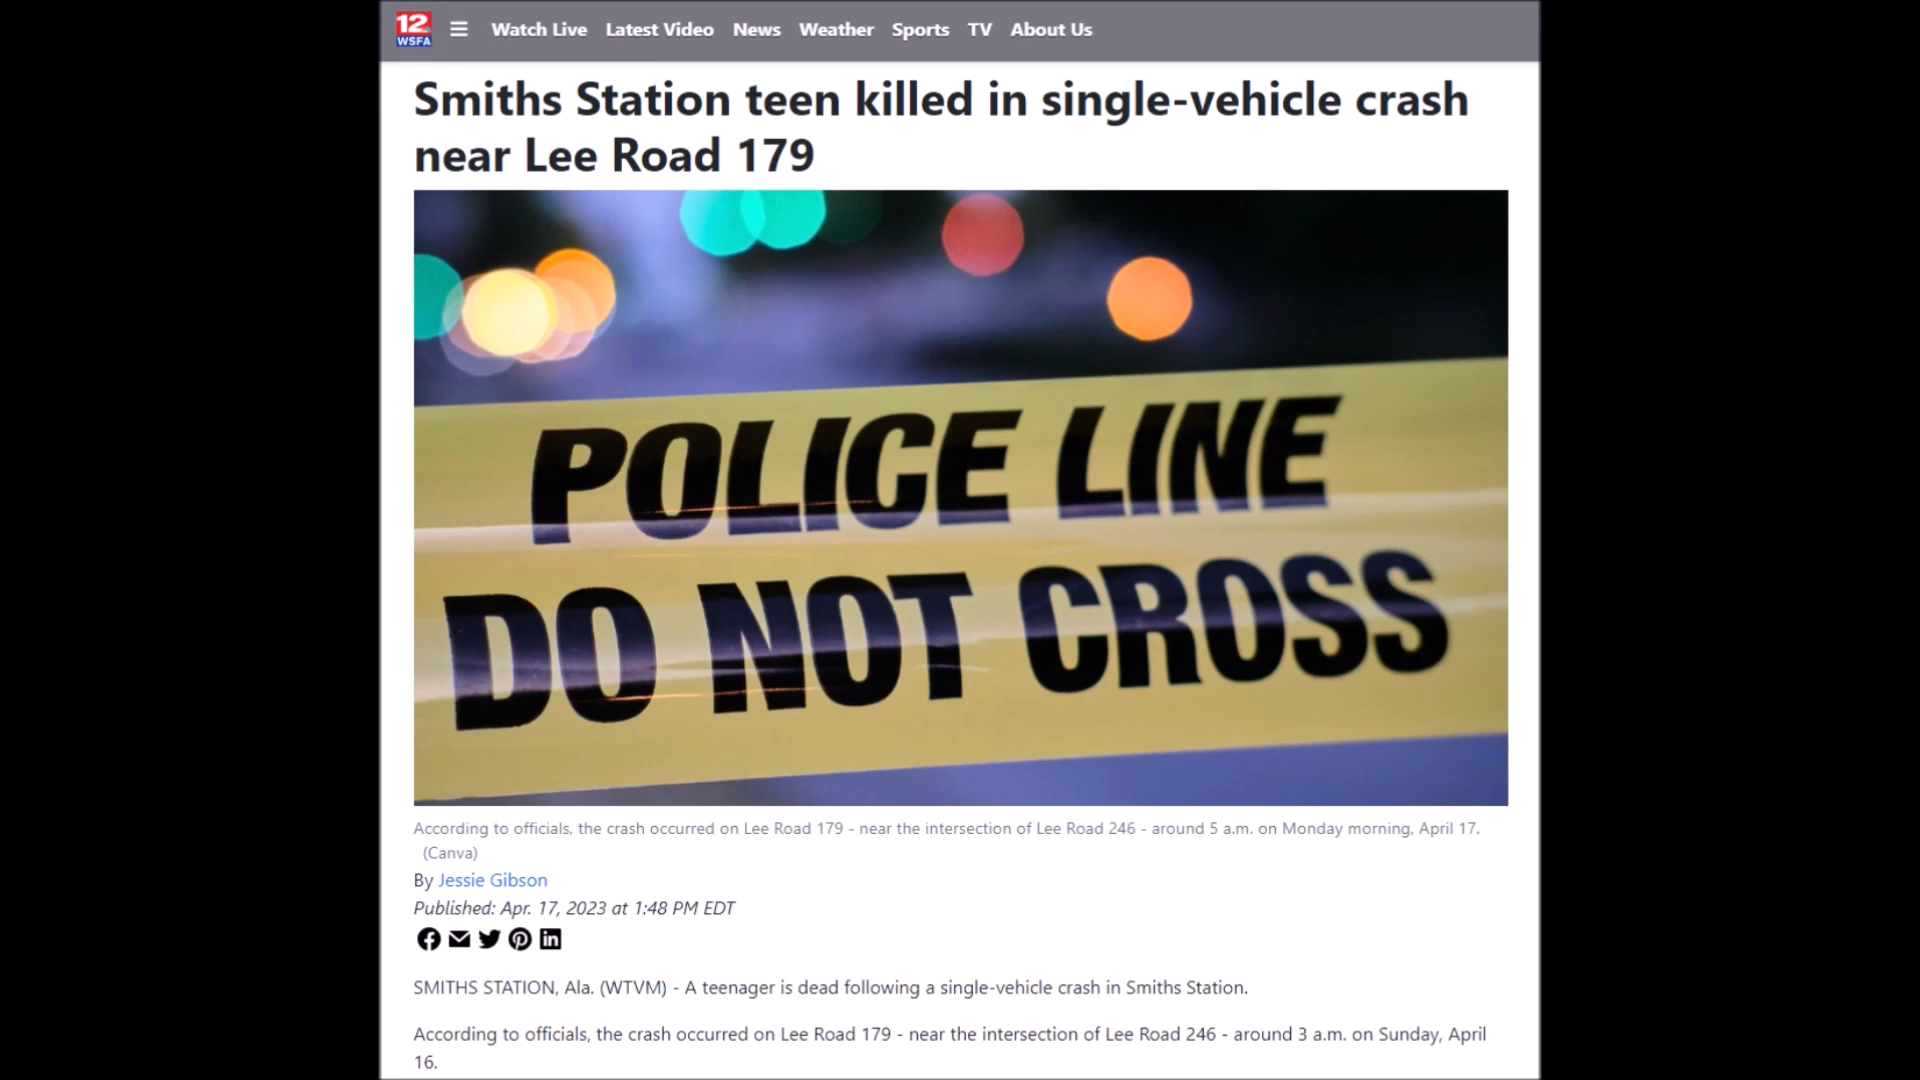 12
WSFA
Watch Live Latest Video News Weather Sports TV About Us
Smiths Station teen killed in single-vehicle crash
near Lee Road 179
POLICE LINE
DO NOT CROSS
According to officials, the crash occurred on Lee Road 179 - near the intersection of Lee Road 246 - around 5 a.m. on Monday morning, April 17.
(Canva)
By Jessie Gibson
Published: Apr. 17, 2023 at 1:48 PM EDT
SMITHS STATION, Ala. (WTVM) - A teenager is dead following a single-vehicle crash in Smiths Station.
According to officials, the crash occurred on Lee Road 179 - near the intersection of Lee Road 246 - around 3 a.m. on Sunday, April
16.